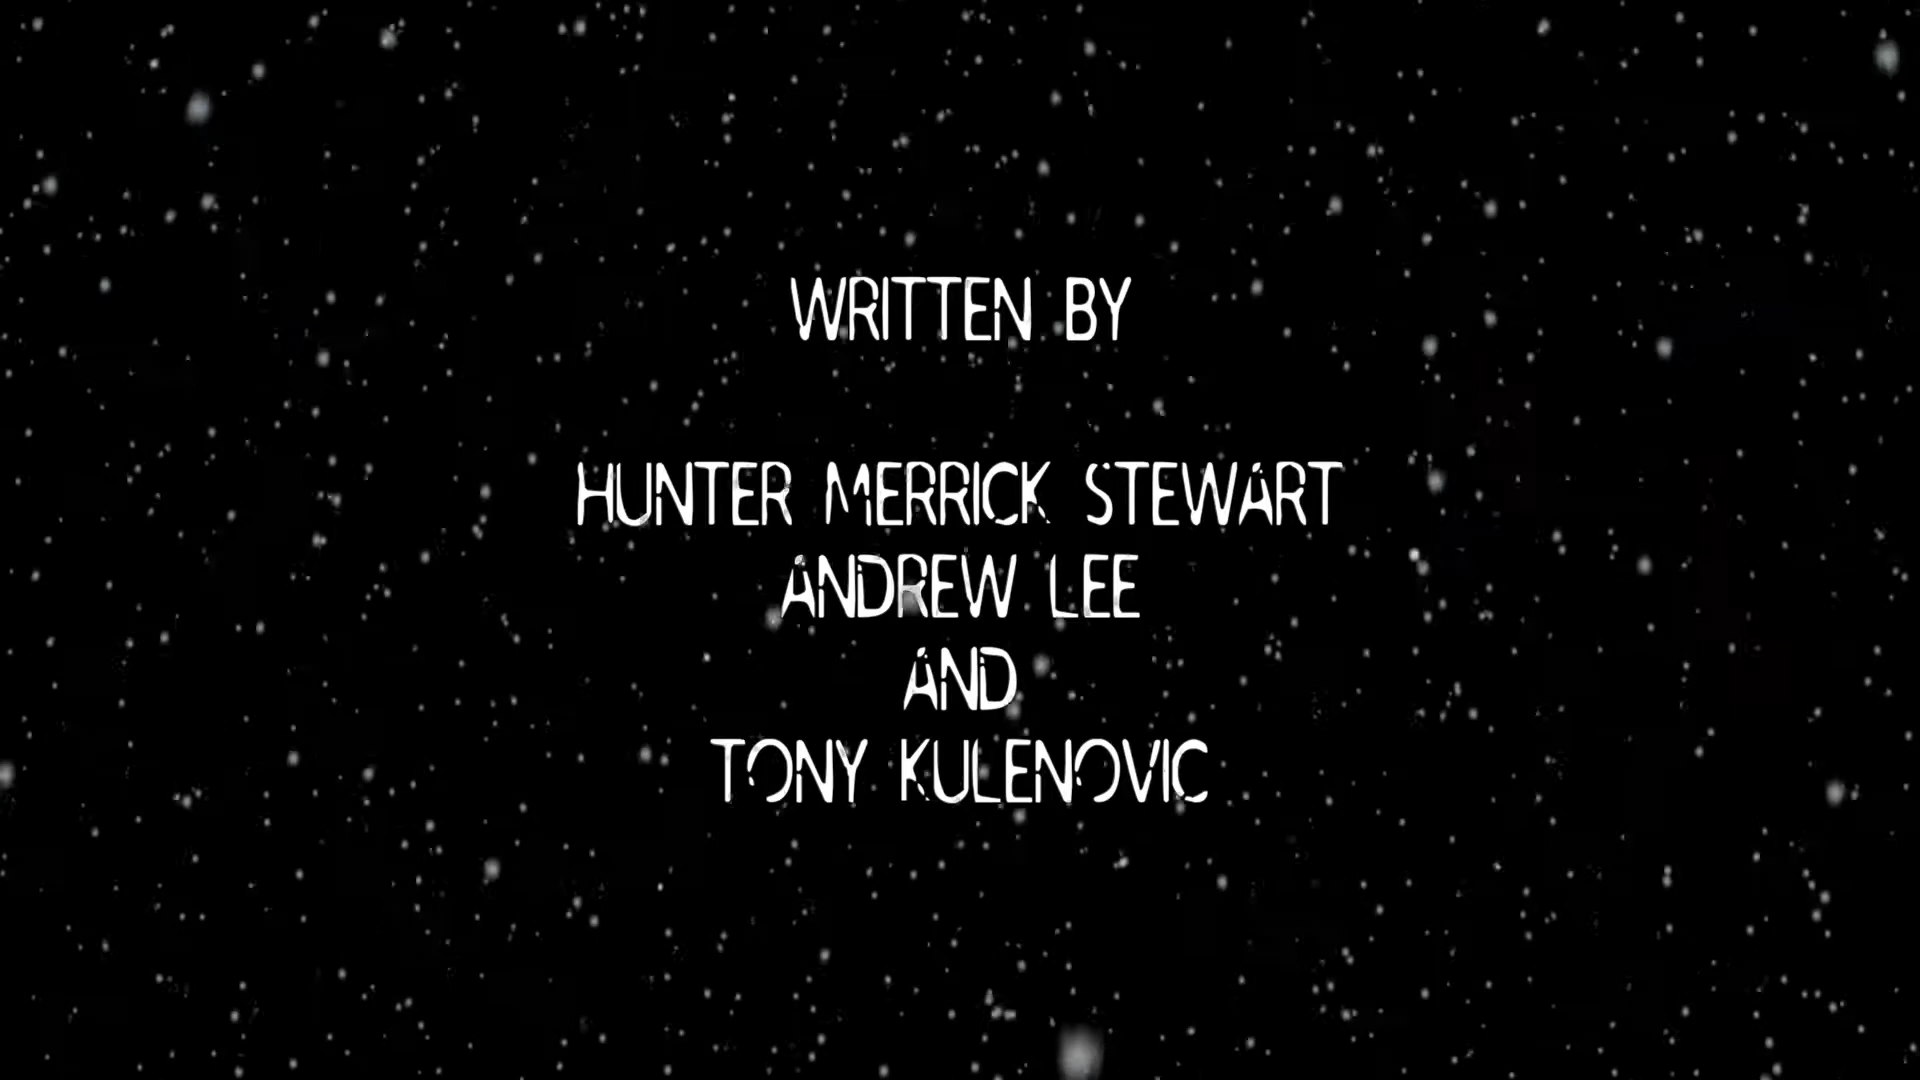 WRITTEN BY
HUNTER MERRICK STEWART
ANDREW LEE
AND
TONY KULENOVIC